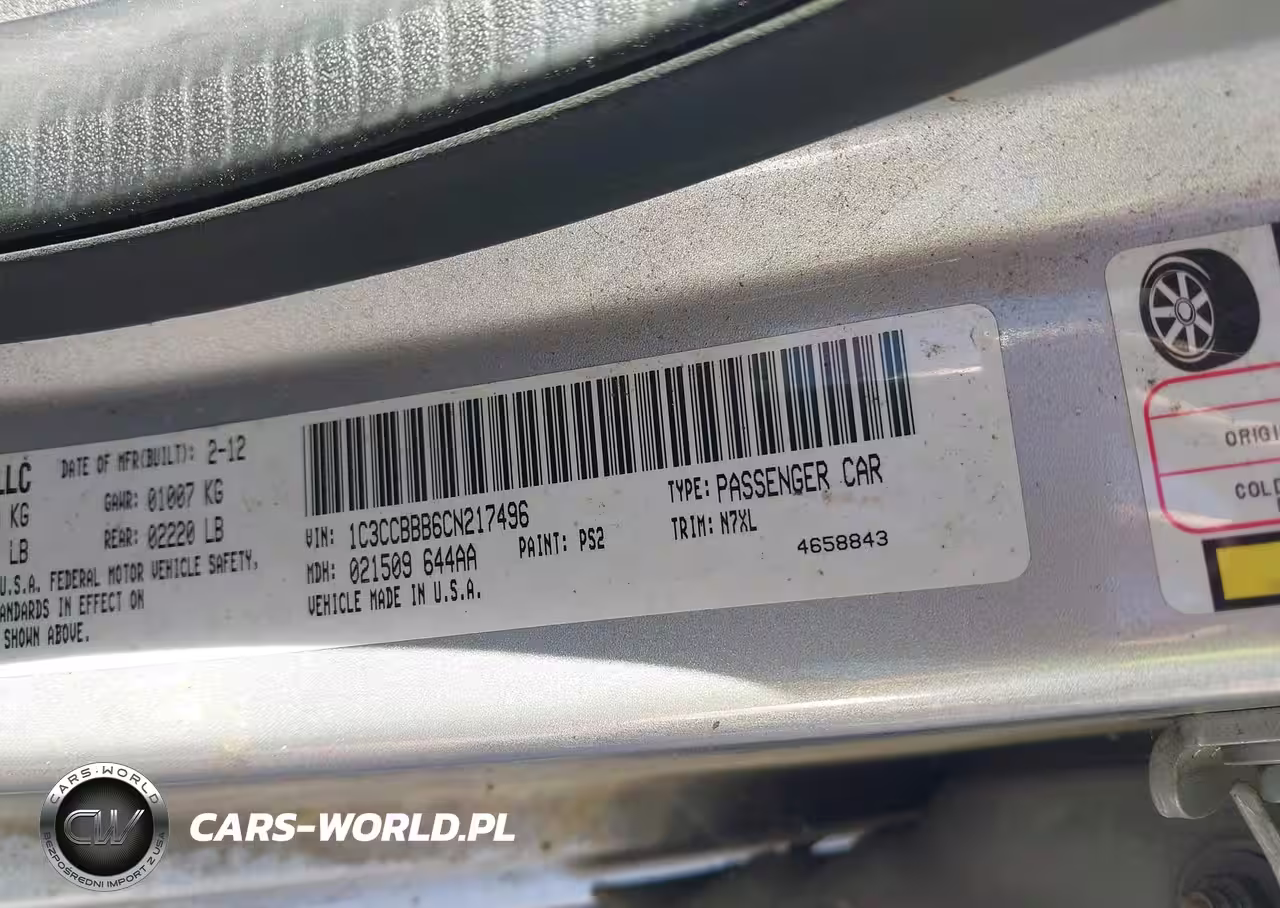 LLC DATE OF MFR(BUILT): 2-12
KG GAWR: 01007 KG
LB REAR: 02220 LB
U.S.A. FEDERAL MOTOR VEHICLE SAFETY,
ANDARDS IN EFFECT ON
SHOWN ABOVE.
VIN: 1C3CCBBB6CN217496
TYPE: PASSENGER CAR
MDH: 021509 644AA
PAINT: PS2
TRIM: N7XL
VEHICLE MADE IN U.S.A.
4658843
ORIGI
COLD
CARS-WORLD
CW
BEZPOŚREDNI IMPORT Z USA
CARS-WORLD.PL